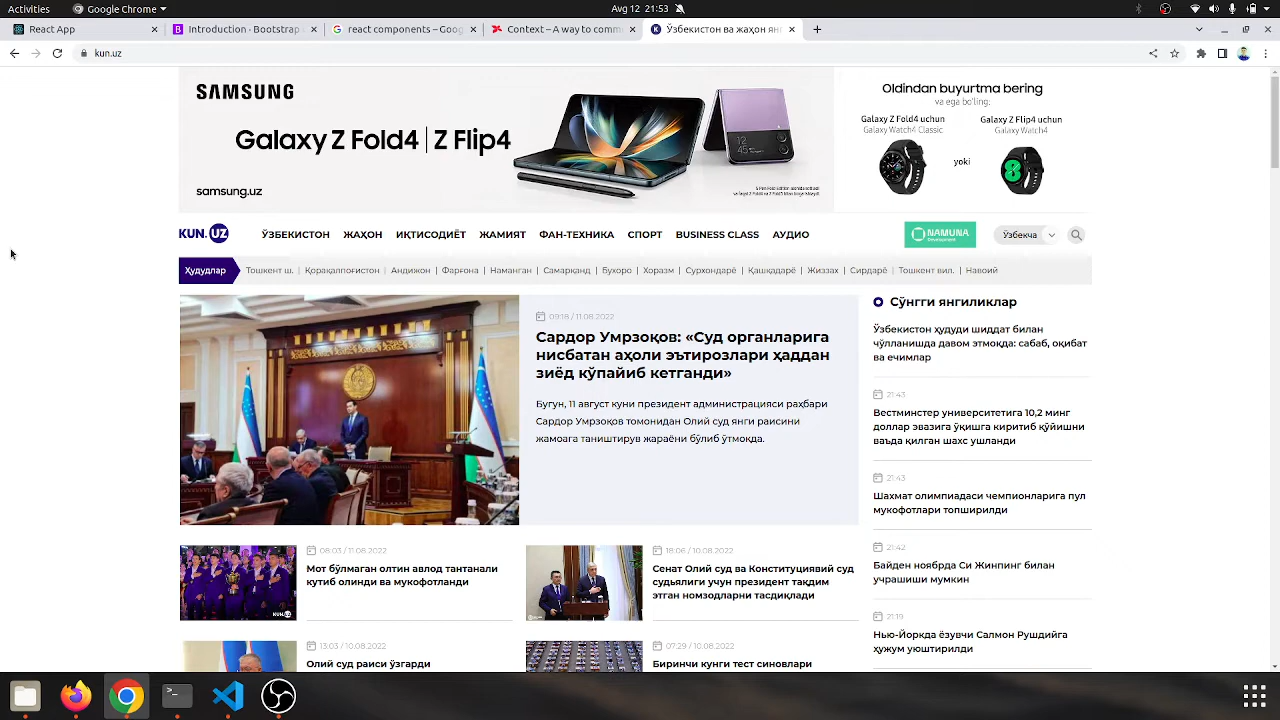 Activities
Google Chrome
Aug 12, 21:53
React App
Introduction · Bootstrap
react components – Goog
Context – A way to comm
Ўзбекистон ва жаҳон ян
kun.uz
SAMSUNG
Galaxy Z Fold4 | Z Flip4
samsung.uz
Oldindan buyurtma bering
va ega bo'ling:
Galaxy Z Fold4 uchun
Galaxy Watch4 Classic
yoki
Galaxy Z Flip4 uchun
Galaxy Watch4
KUN.UZ
ЎЗБЕКИСТОН
ЖАҲОН
ИҚТИСОДИЁТ
ЖАМИЯТ
ФАН-ТЕХНИКА
СПОРТ
BUSINESS CLASS
АУДИО
NAMUNA
Development
Ўзбекча
Ҳудудлар
Тошкент ш. | Қорақалпоғистон | Андижон | Фарғона | Наманган | Самарқанд | Бухоро | Хоразм | Сурхондарё | Қашқадарё | Жиззах | Сирдарё | Тошкент вил. | Навоий
09:18 / 11.08.2022
Сардор Умрзоқов: «Суд органларига
нисбатан аҳоли эътирозлари ҳаддан
зиёд кўпайиб кетганди»
Бугун, 11 август куни президент администрацияси раҳбари
Сардор Умрзоқов томонидан Олий суд янги раисини
жамоага таништирув жараёни бўлиб ўтмоқда.
08:03 / 11.08.2022
Мот бўлмаган олтин авлод тантанали
кутиб олинди ва мукофотланди
KUN.UZ
18:06 / 10.08.2022
Сенат Олий суд ва Конституциявий суд
судьялиги учун президент тақдим
этган номзодларни тасдиқлади
13:03 / 10.08.2022
Олий суд раиси ўзгарди
07:29 / 10.08.2022
Биринчи кунги тест синовлари
Сўнгги янгиликлар
Ўзбекистон ҳудуди шиддат билан
чўлланишда давом этмоқда: сабаб, оқибат
ва ечимлар
21:43
Вестминстер университетига 10,2 минг
доллар эвазига ўқишга киритиб қўйишни
ваъда қилган шахс ушланди
21:43
Шахмат олимпиадаси чемпионларига пул
мукофотлари топширилди
21:42
Байден ноябрда Си Жинпинг билан
учрашиши мумкин
21:19
Нью-Йоркда ёзувчи Салмон Рушдийга
ҳужум уюштирилди